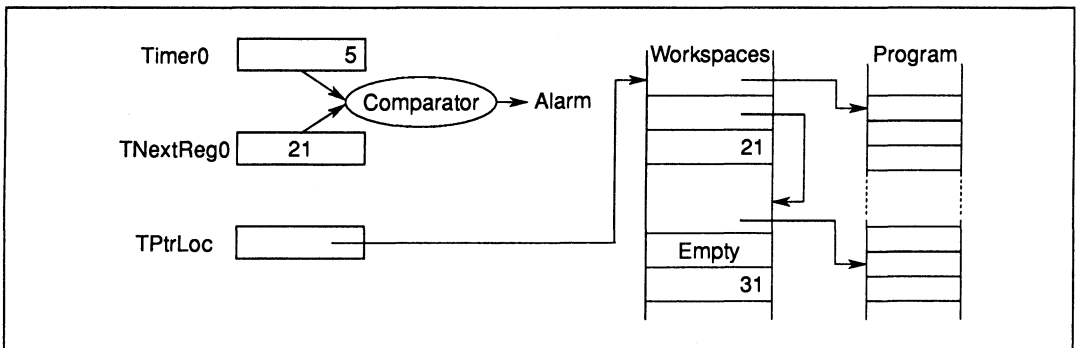 Timer0
5
Workspaces
Program
Comparator
Alarm
TNextReg0
21
21
TPtrLoc
Empty
31